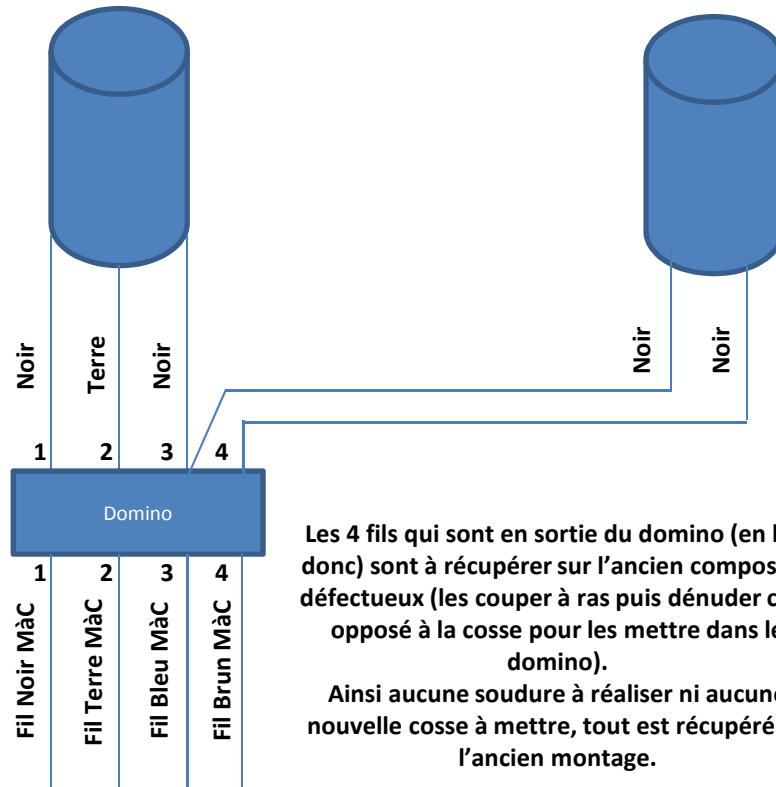 Noir
Terre
Noir
Noir
Noir
1 2 3 4
Domino
1 2 3 4
Fil Noir MàC
Fil Terre MàC
Fil Bleu MàC
Fil Brun MàC
Les 4 fils qui sont en sortie du domino (en
donc) sont à récupérer sur l’ancien compos
défectueux (les couper à ras puis dénuder
opposé à la cosse pour les mettre dans le
domino).
Ainsi aucune soudure à réaliser ni aucune
nouvelle cosse à mettre, tout est récupéré
l’ancien montage.